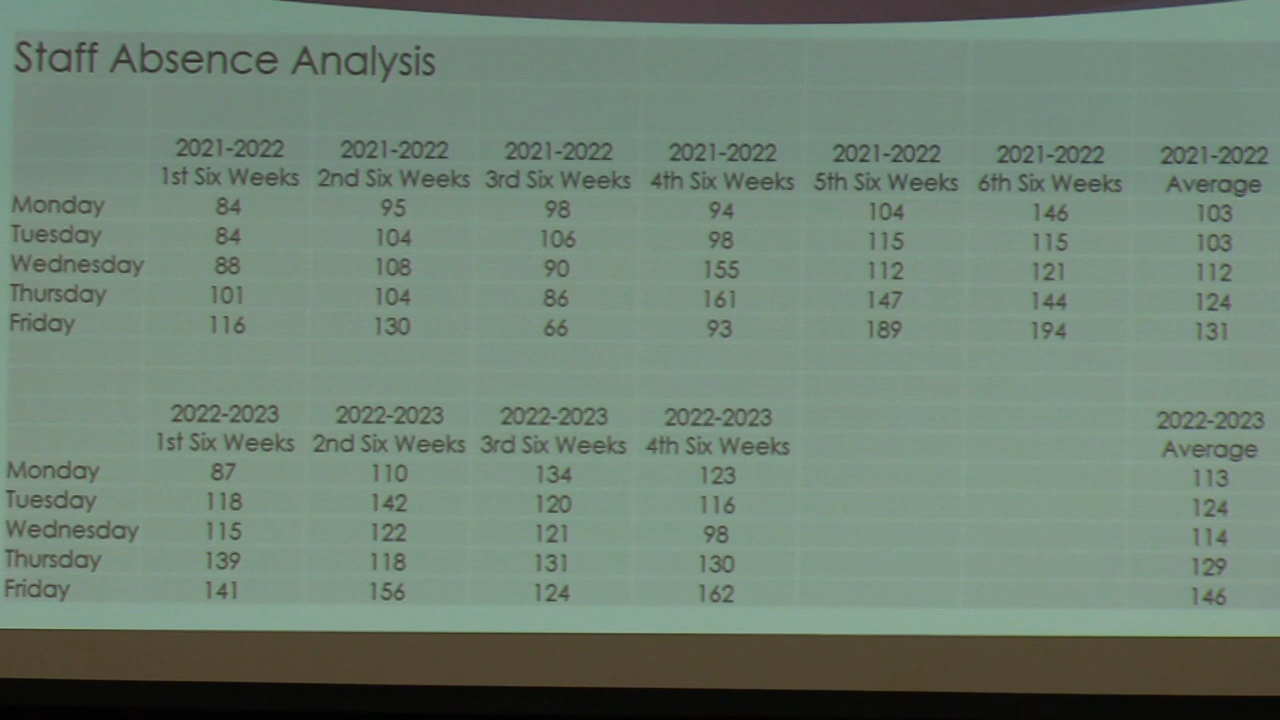 Staff Absence Analysis
2021-2022 2021-2022 2021-2022 2021-2022 2021-2022 2021-2022 2021-2022
1st Six Weeks 2nd Six Weeks 3rd Six Weeks 4th Six Weeks 5th Six Weeks 6th Six Weeks Average
Monday 84 95 98 94 104 146 103
Tuesday 84 104 106 98 115 115 103
Wednesday 88 108 90 155 112 121 112
Thursday 101 104 86 161 147 144 124
Friday 116 130 66 93 189 194 131
2022-2023 2022-2023 2022-2023 2022-2023 2022-2023
1st Six Weeks 2nd Six Weeks 3rd Six Weeks 4th Six Weeks Average
Monday 87 110 134 123 113
Tuesday 118 142 120 116 124
Wednesday 115 122 121 98 114
Thursday 139 118 131 130 129
Friday 141 156 124 162 146